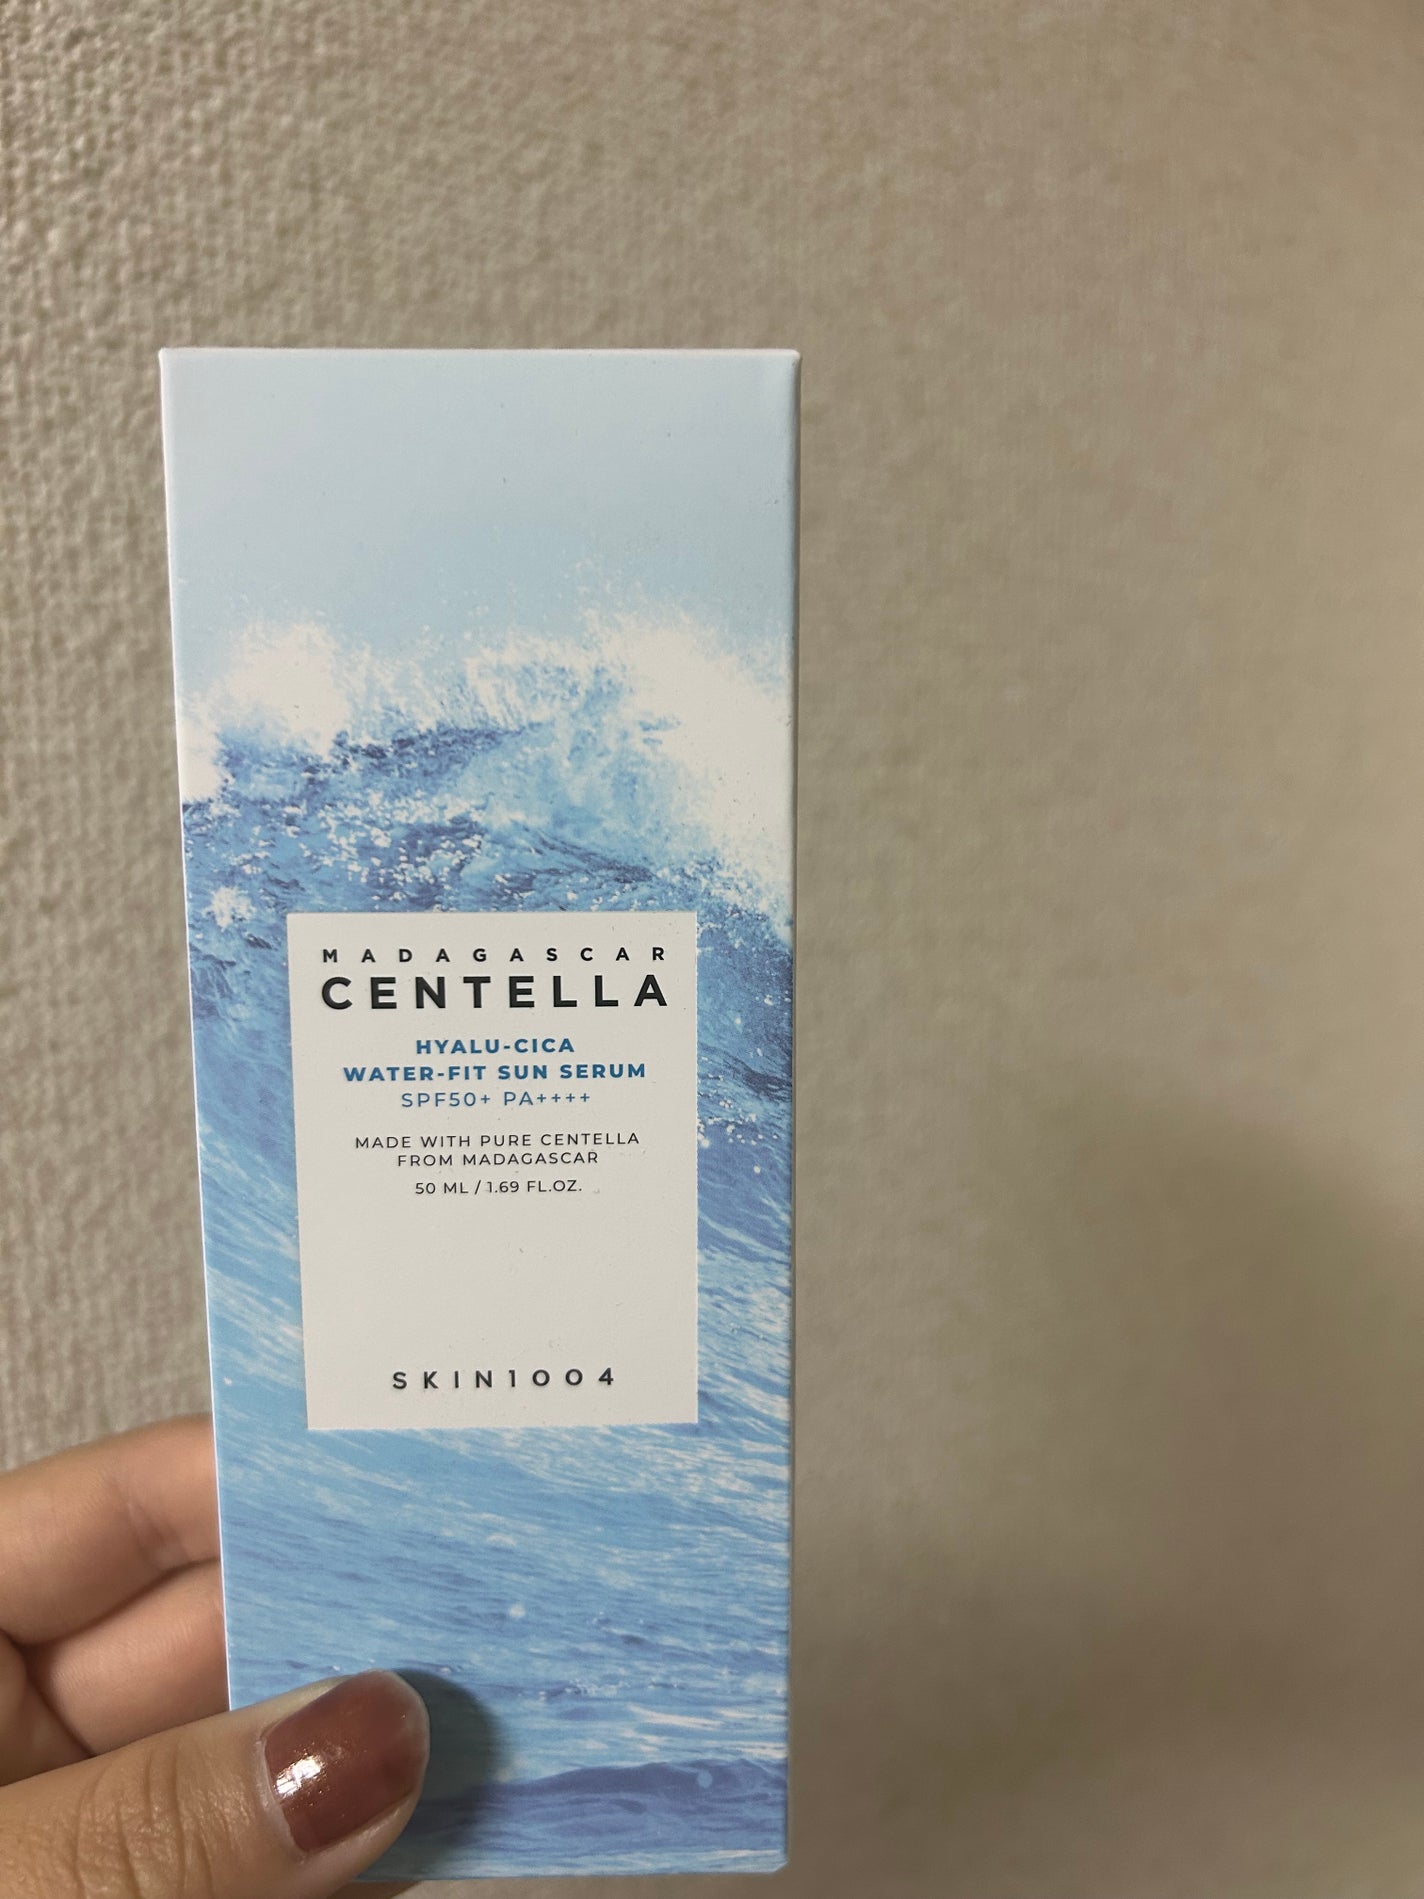 MADAGASCAR
CENTELLA
HYALU-CICA
WATER-FIT SUN SERUM
SPF50+ PA++++
MADE WITH PURE CENTELLA
FROM MADAGASCAR
50 ML / 1.69 FL.OZ.
SKIN1004